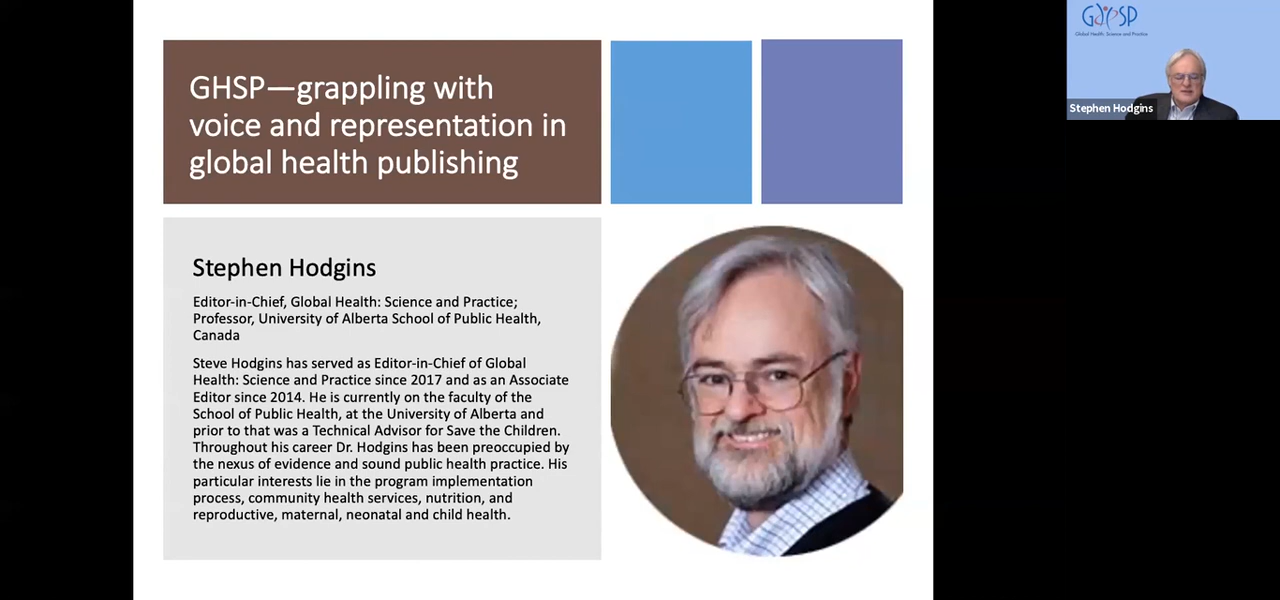 GHSP—grappling with
voice and representation in
global health publishing
Stephen Hodgins
Editor-in-Chief, Global Health: Science and Practice;
Professor, University of Alberta School of Public Health,
Canada
Steve Hodgins has served as Editor-in-Chief of Global
Health: Science and Practice since 2017 and as an Associate
Editor since 2014. He is currently on the faculty of the
School of Public Health, at the University of Alberta and
prior to that was a Technical Advisor for Save the Children.
Throughout his career Dr. Hodgins has been preoccupied by
the nexus of evidence and sound public health practice. His
particular interests lie in the program implementation
process, community health services, nutrition, and
reproductive, maternal, neonatal and child health.
GHSP
Global Health: Science and Practice
Stephen Hodgins